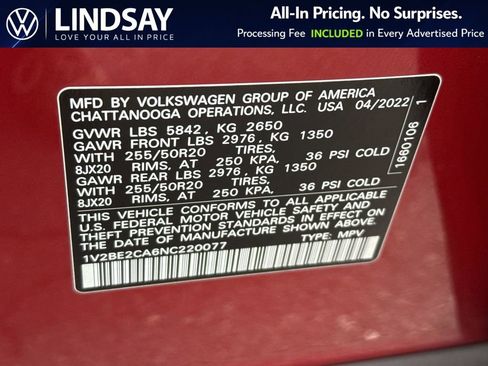 LINDSAY
LOVE YOUR ALL IN PRICE
All-In Pricing. No Surprises.
Processing Fee INCLUDED in Every Advertised Price
MFD BY VOLKSWAGEN GROUP OF AMERICA
CHATTANOOGA OPERATIONS, LLC. USA 04/2022
GVWR LBS 5842, KG 2650
GAWR FRONT LBS 2976, KG 1350
WITH 255/50R20 TIRES,
8JX20 RIMS, AT 250 KPA, 36 PSI COLD
GAWR REAR LBS 2976, KG 1350
WITH 255/50R20 TIRES,
8JX20 RIMS, AT 250 KPA, 36 PSI COLD
THIS VEHICLE CONFORMS TO ALL APPLICABLE
U.S. FEDERAL MOTOR VEHICLE SAFETY AND
THEFT PREVENTION STANDARDS IN EFFECT ON
THE DATE OF MANUFACTURE SHOWN ABOVE.
1V2BE2CA6NC220077 TYPE: MPV
1660106 1